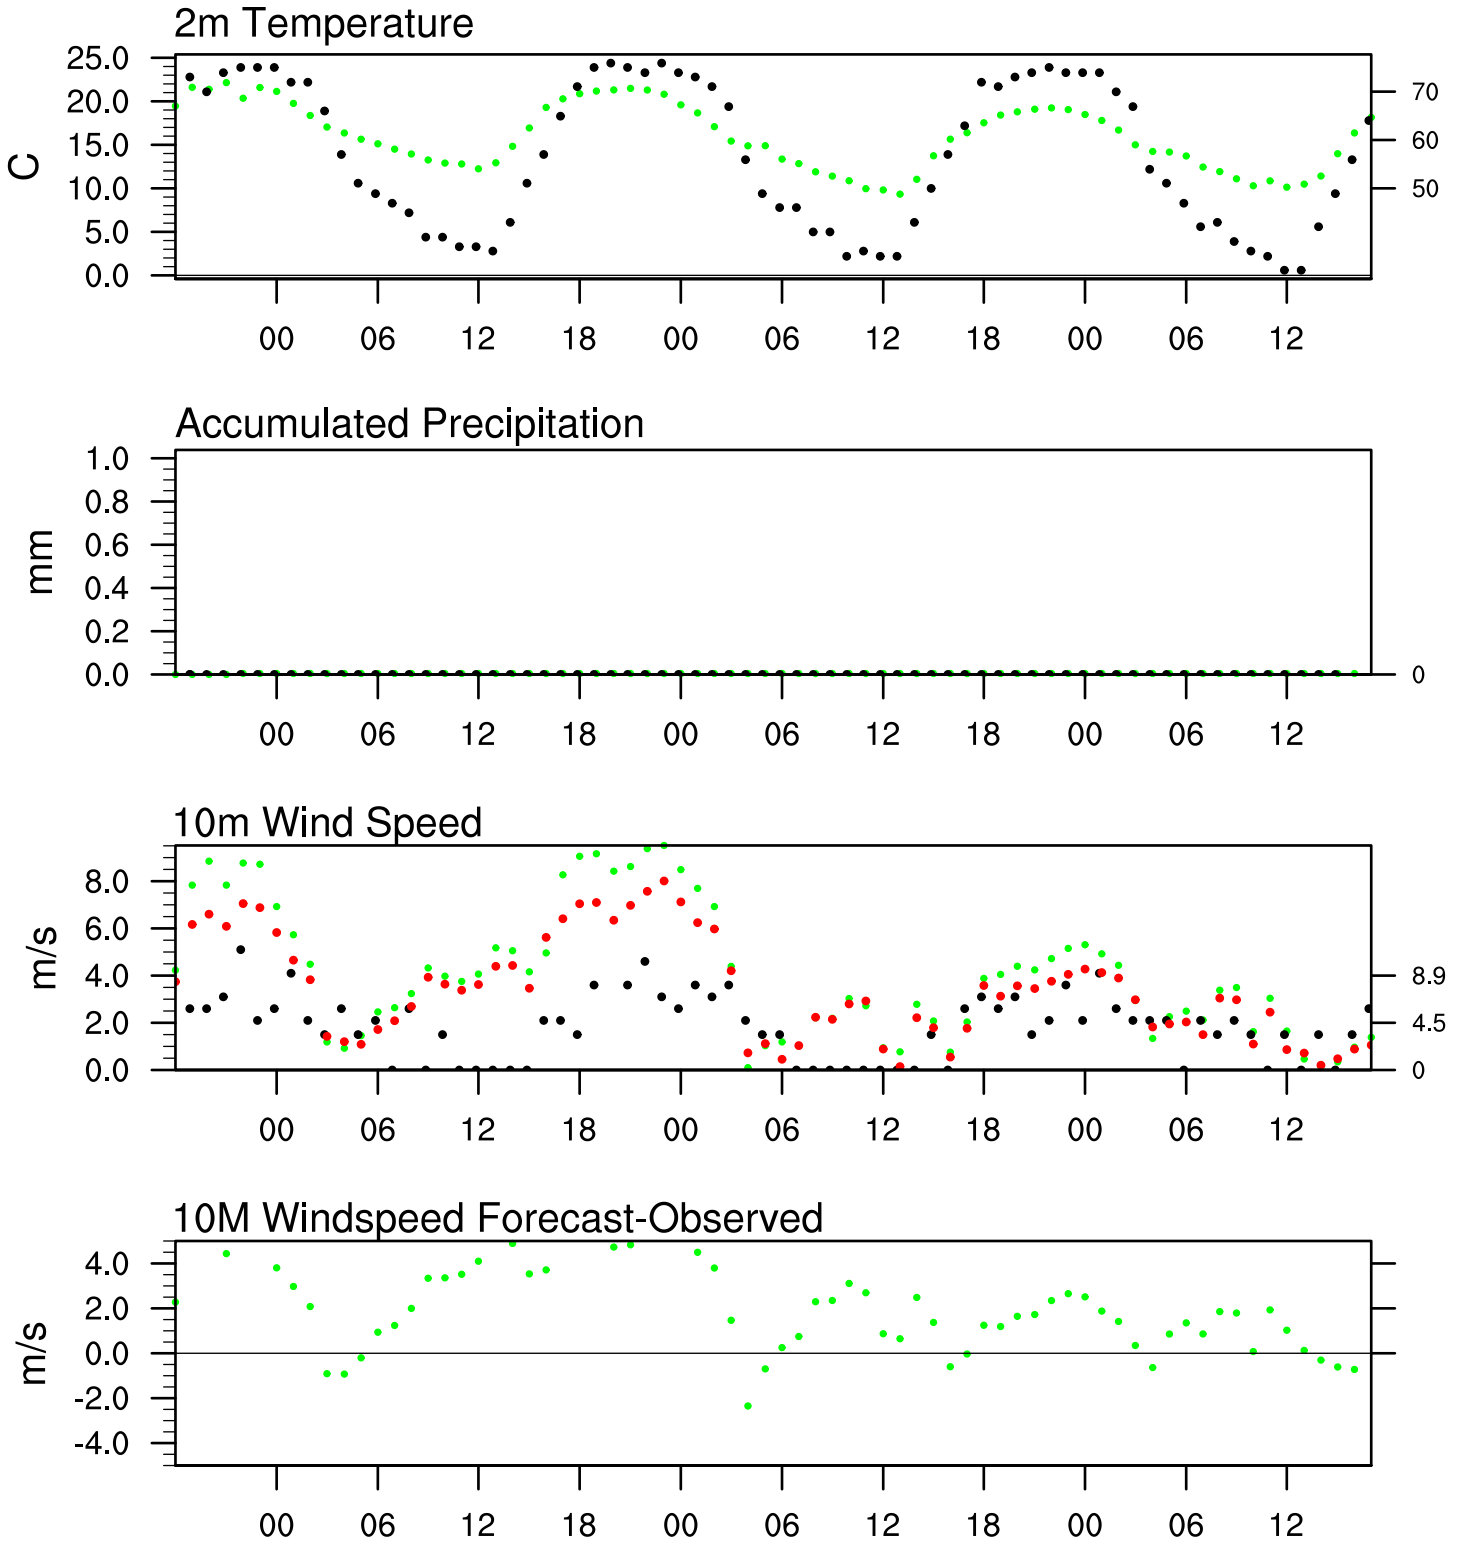 2m Temperature
25.0
20.0
15.0
10.0
5.0
0.0
C
70
60
50
00 06 12 18 00 06 12 18 00 06 12
Accumulated Precipitation
1.0
0.8
0.6
0.4
0.2
0.0
mm
0
00 06 12 18 00 06 12 18 00 06 12
10m Wind Speed
8.0
6.0
4.0
2.0
0.0
m/s
8.9
4.5
0
00 06 12 18 00 06 12 18 00 06 12
10M Windspeed Forecast-Observed
4.0
2.0
0.0
-2.0
-4.0
m/s
00 06 12 18 00 06 12 18 00 06 12